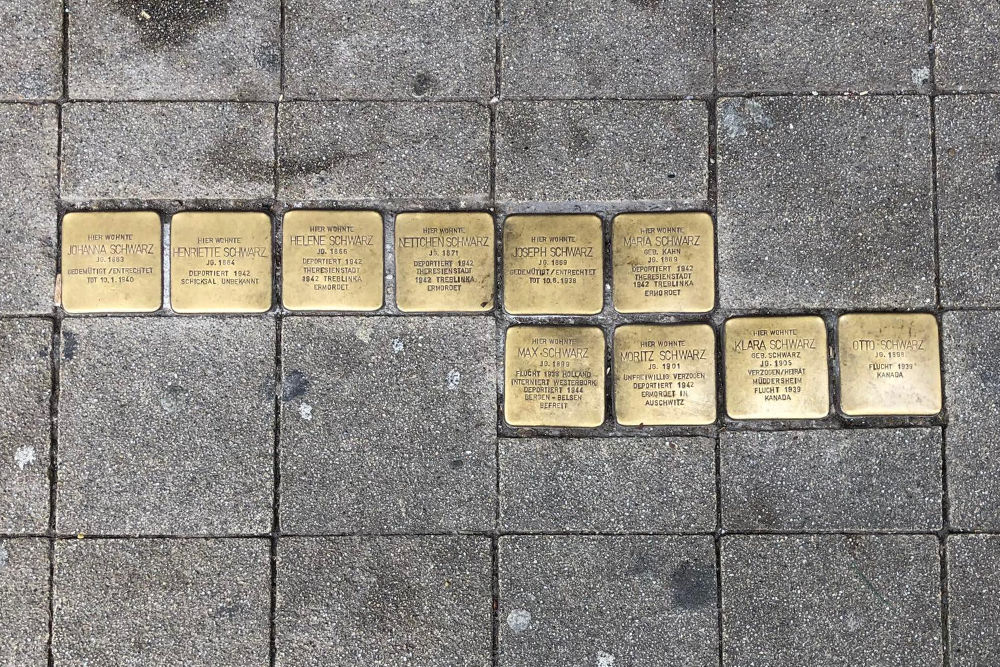 HIER WOHNTE
JOHANNA SCHWARZ
JG. 1863
GEDEMÜTIGT/ENTRECHTET
TOT 10.1.1940
HIER WOHNTE
HENRIETTE SCHWARZ
JG. 1864
DEPORTIERT 1942
SCHICKSAL UNBEKANNT
HIER WOHNTE
HELENE SCHWARZ
JG. 1866
DEPORTIERT 1942
THERESIENSTADT
1942 TREBLINKA
ERMORDET
HIER WOHNTE
NETTCHEN SCHWARZ
JG. 1871
DEPORTIERT 1942
THERESIENSTADT
1942 TREBLINKA
ERMORDET
HIER WOHNTE
JOSEPH SCHWARZ
JG. 1869
GEDEMÜTIGT/ENTRECHTET
TOT 10.6.1938
HIER WOHNTE
MARIA SCHWARZ
GEB. KAHN
JG. 1869
DEPORTIERT 1942
THERESIENSTADT
1942 TREBLINKA
ERMORDET
HIER WOHNTE
MAX SCHWARZ
JG. 1899
FLUCHT 1938 HOLLAND
INTERNIERT WESTERBORK
DEPORTIERT 1944
BERGEN-BELSEN
BEFREIT
HIER WOHNTE
MORITZ SCHWARZ
JG. 1901
UNFREIWILLIG VERZOGEN
DEPORTIERT 1942
ERMORDET IN
AUSCHWITZ
HIER WOHNTE
KLARA SCHWARZ
GEB. SCHWARZ
JG. 1905
VERZOGEN/HEIRAT
MÜDDERSHEIM
FLUCHT 1939
KANADA
HIER WOHNTE
OTTO SCHWARZ
JG. 1898
FLUCHT 1939
KANADA